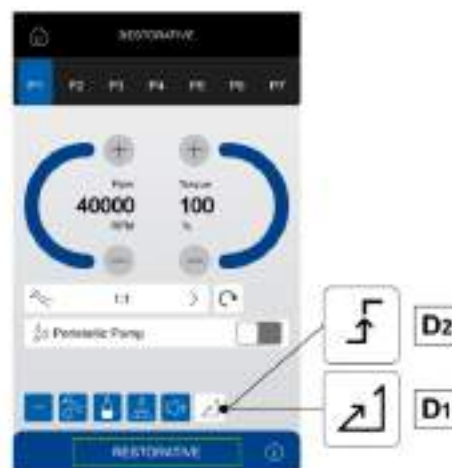 RESTORATIVE
P1 P2 P3 P4 P5 P6 P7
Rpm Torque
40000 100
RPM %
1:1
Peristaltic Pump
D2
D1
RESTORATIVE